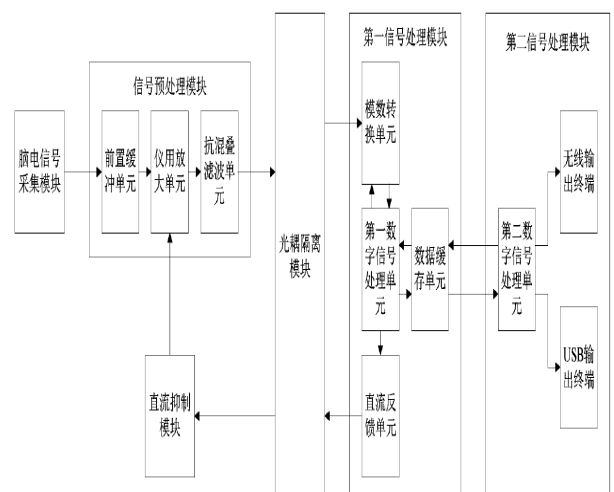 第一信号处理模块
第二信号处理模块
信号预处理模块
脑电信号
采集模块
前置缓
冲单元
仪用放
大单元
抗混叠
滤波单
元
光耦隔离
模块
模数转
换单元
第一数
字信号
处理单
元
数据缓
存单元
直流反
馈单元
第二数
字信号
处理单
元
无线输
出终端
USB输
出终端
直流抑制
模块